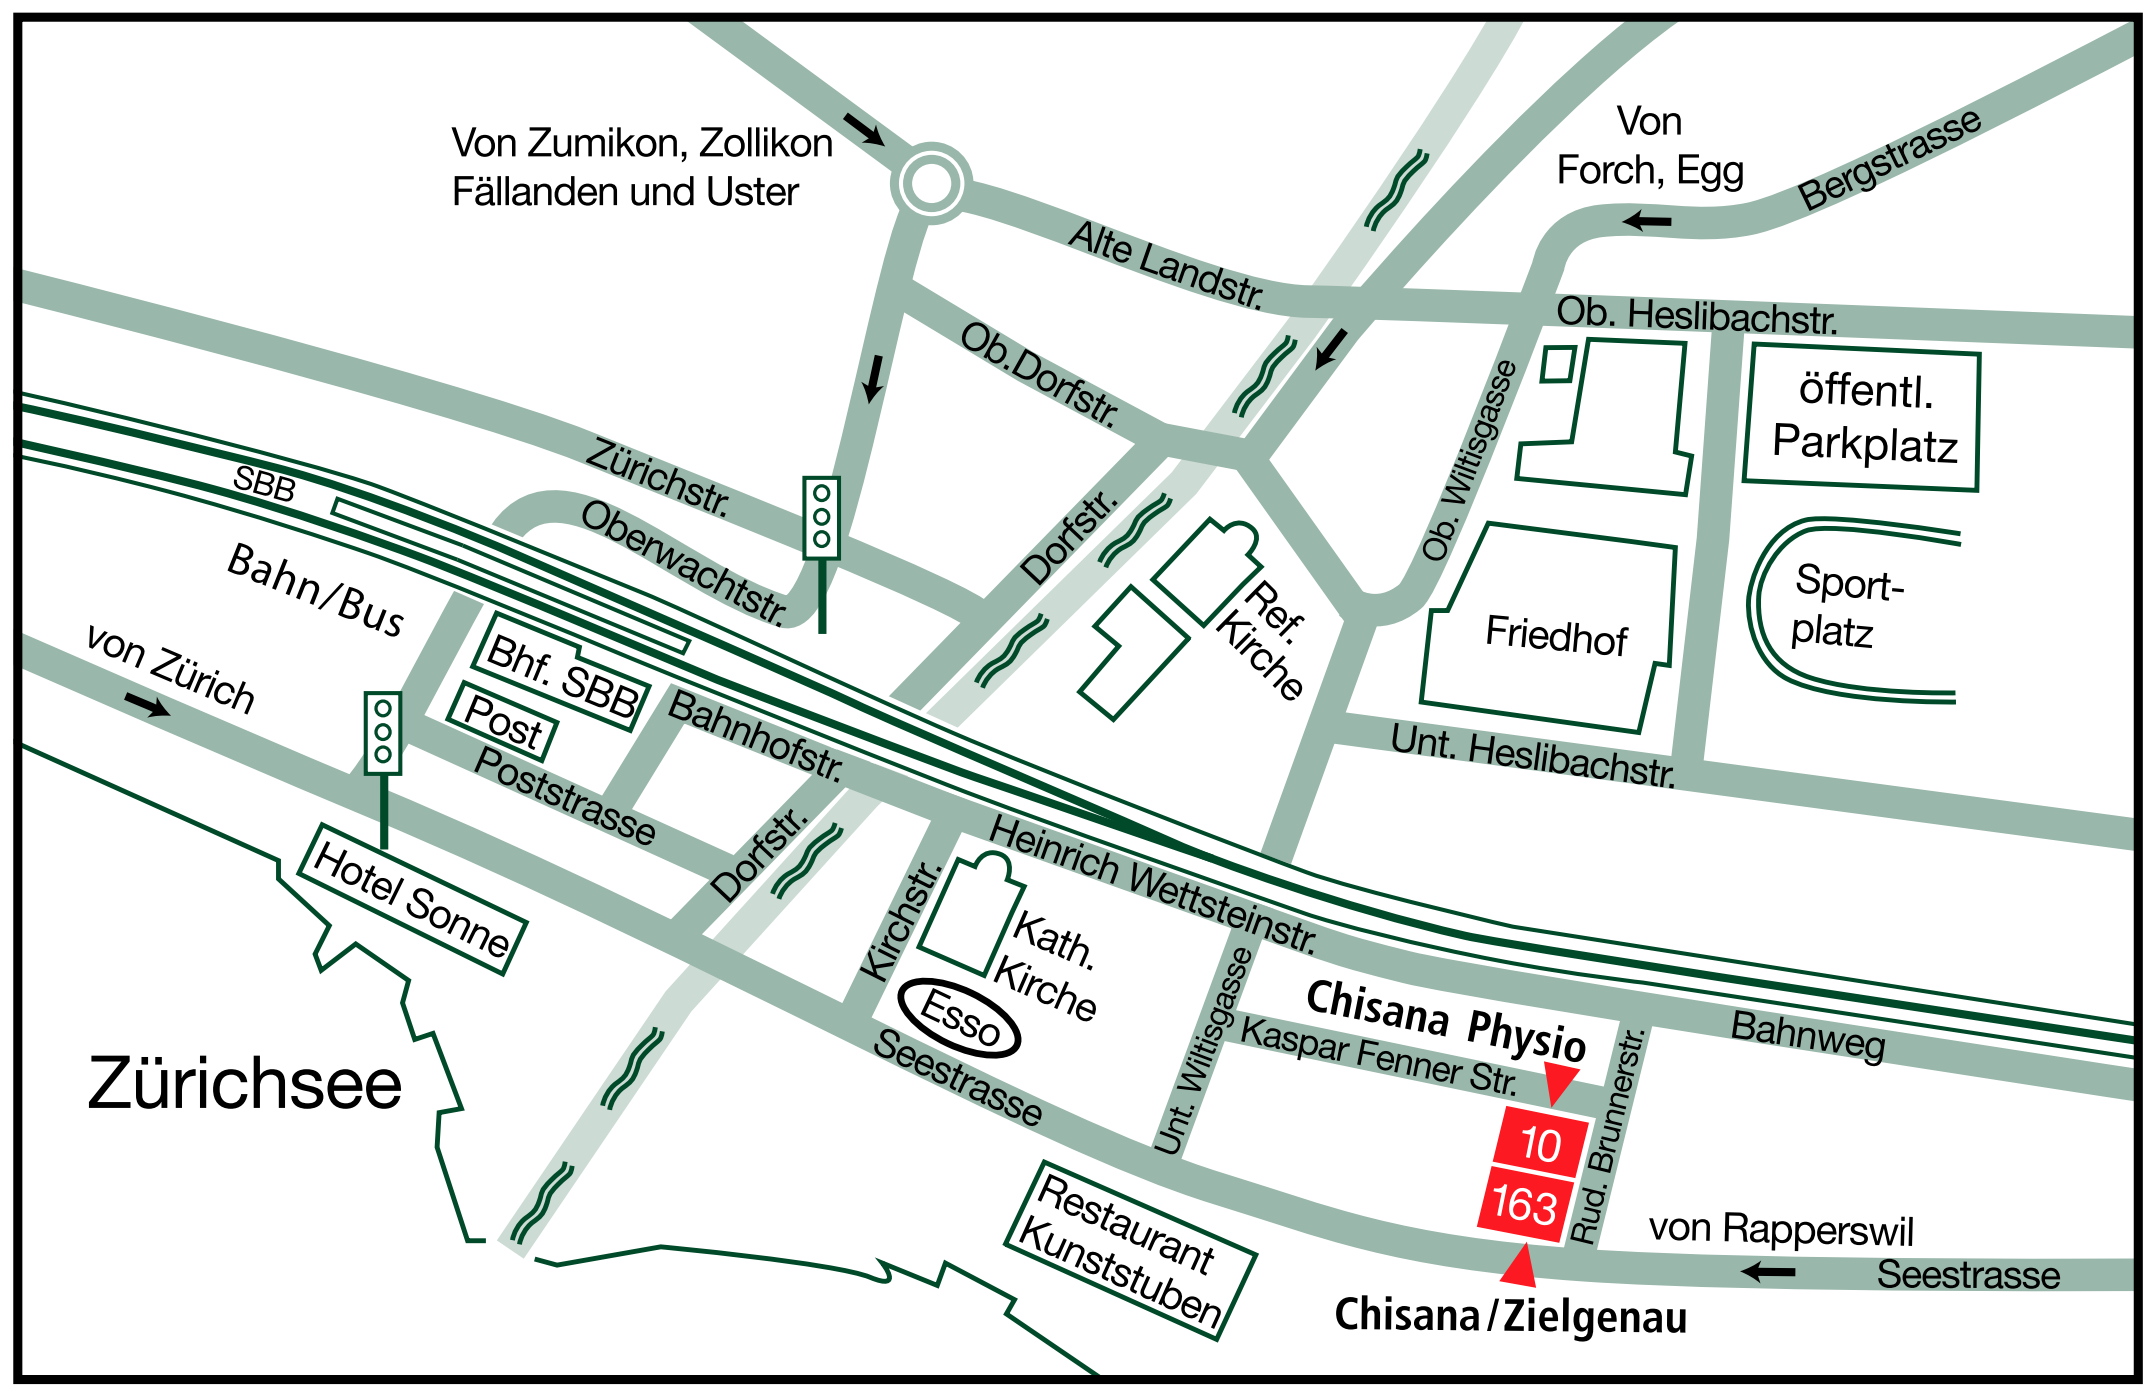 Von Zumikon, Zollikon
Fällanden und Uster
Von
Forch, Egg
Bergstrasse
Alte Landstr.
Ob. Heslibachstr.
Ob.Dorfstr.
öffentl.
Parkplatz
Ob. Wiltisgasse
Zürichstr.
SBB
Oberwachtstr.
Dorfstr.
Ref.
Kirche
Friedhof
Sport-
platz
Bahn/Bus
von Zürich
Bhf. SBB
Post
Bahnhofstr.
Poststrasse
Unt. Heslibachstr.
Hotel Sonne
Dorfstr.
Kirchstr.
Heinrich Wettsteinstr.
Kath.
Kirche
Esso
Seestrasse
Unt. Wiltisgasse
Chisana Physio
Kaspar Fenner Str.
Rud. Brunnerstr.
Bahnweg
Zürichsee
10
163
Restaurant
Kunststuben
von Rapperswil
Seestrasse
Chisana/Zielgenau